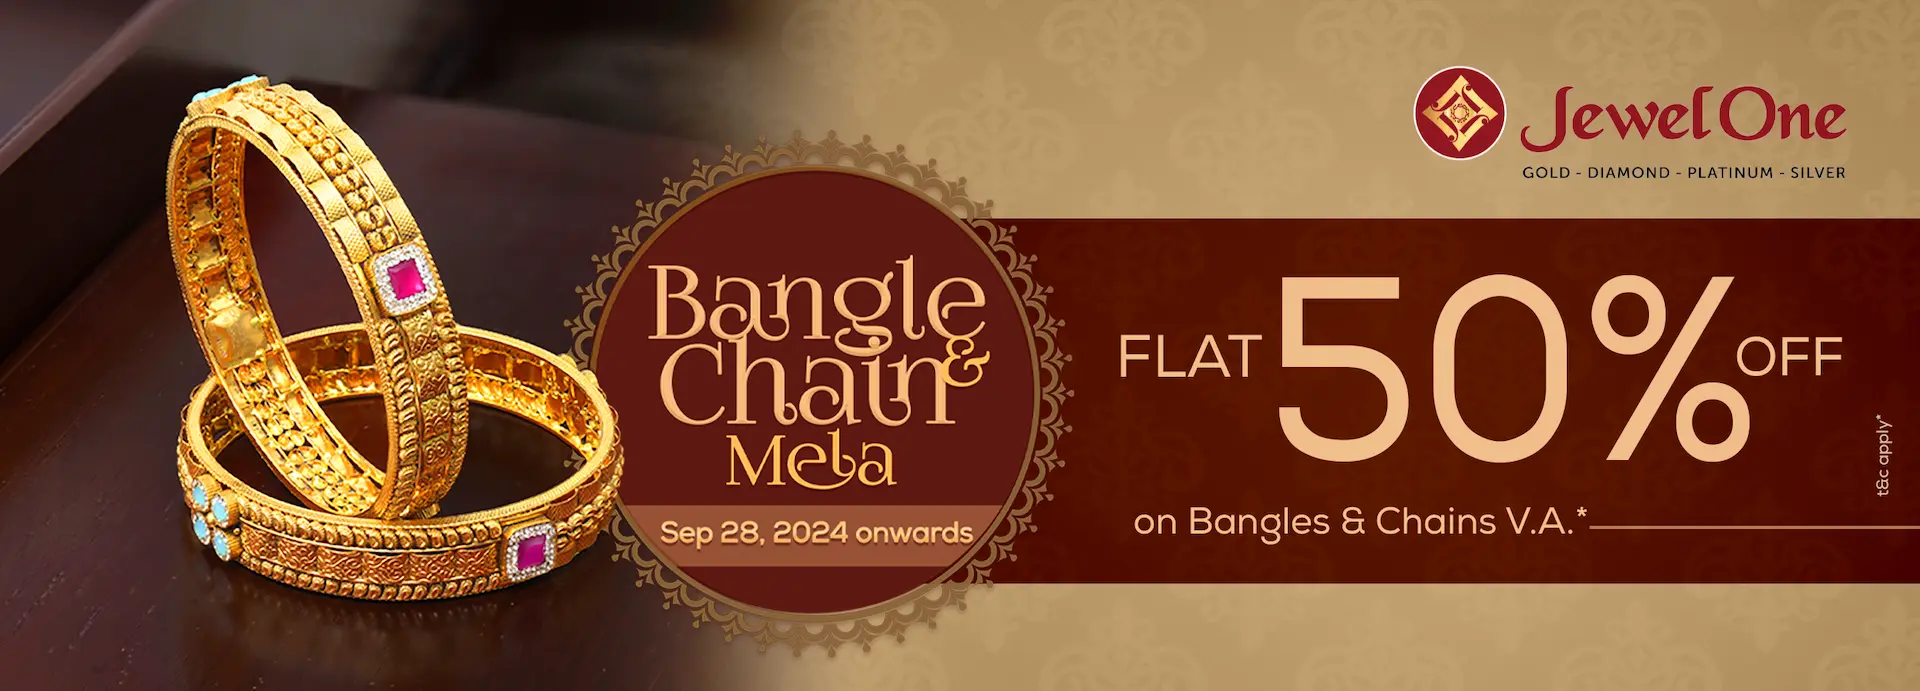 Jewel One
GOLD - DIAMOND - PLATINUM - SILVER
Bangle &
Chain
Mela
Sep 28, 2024 onwards
FLAT 50% OFF
on Bangles & Chains V.A.*
t&c apply*